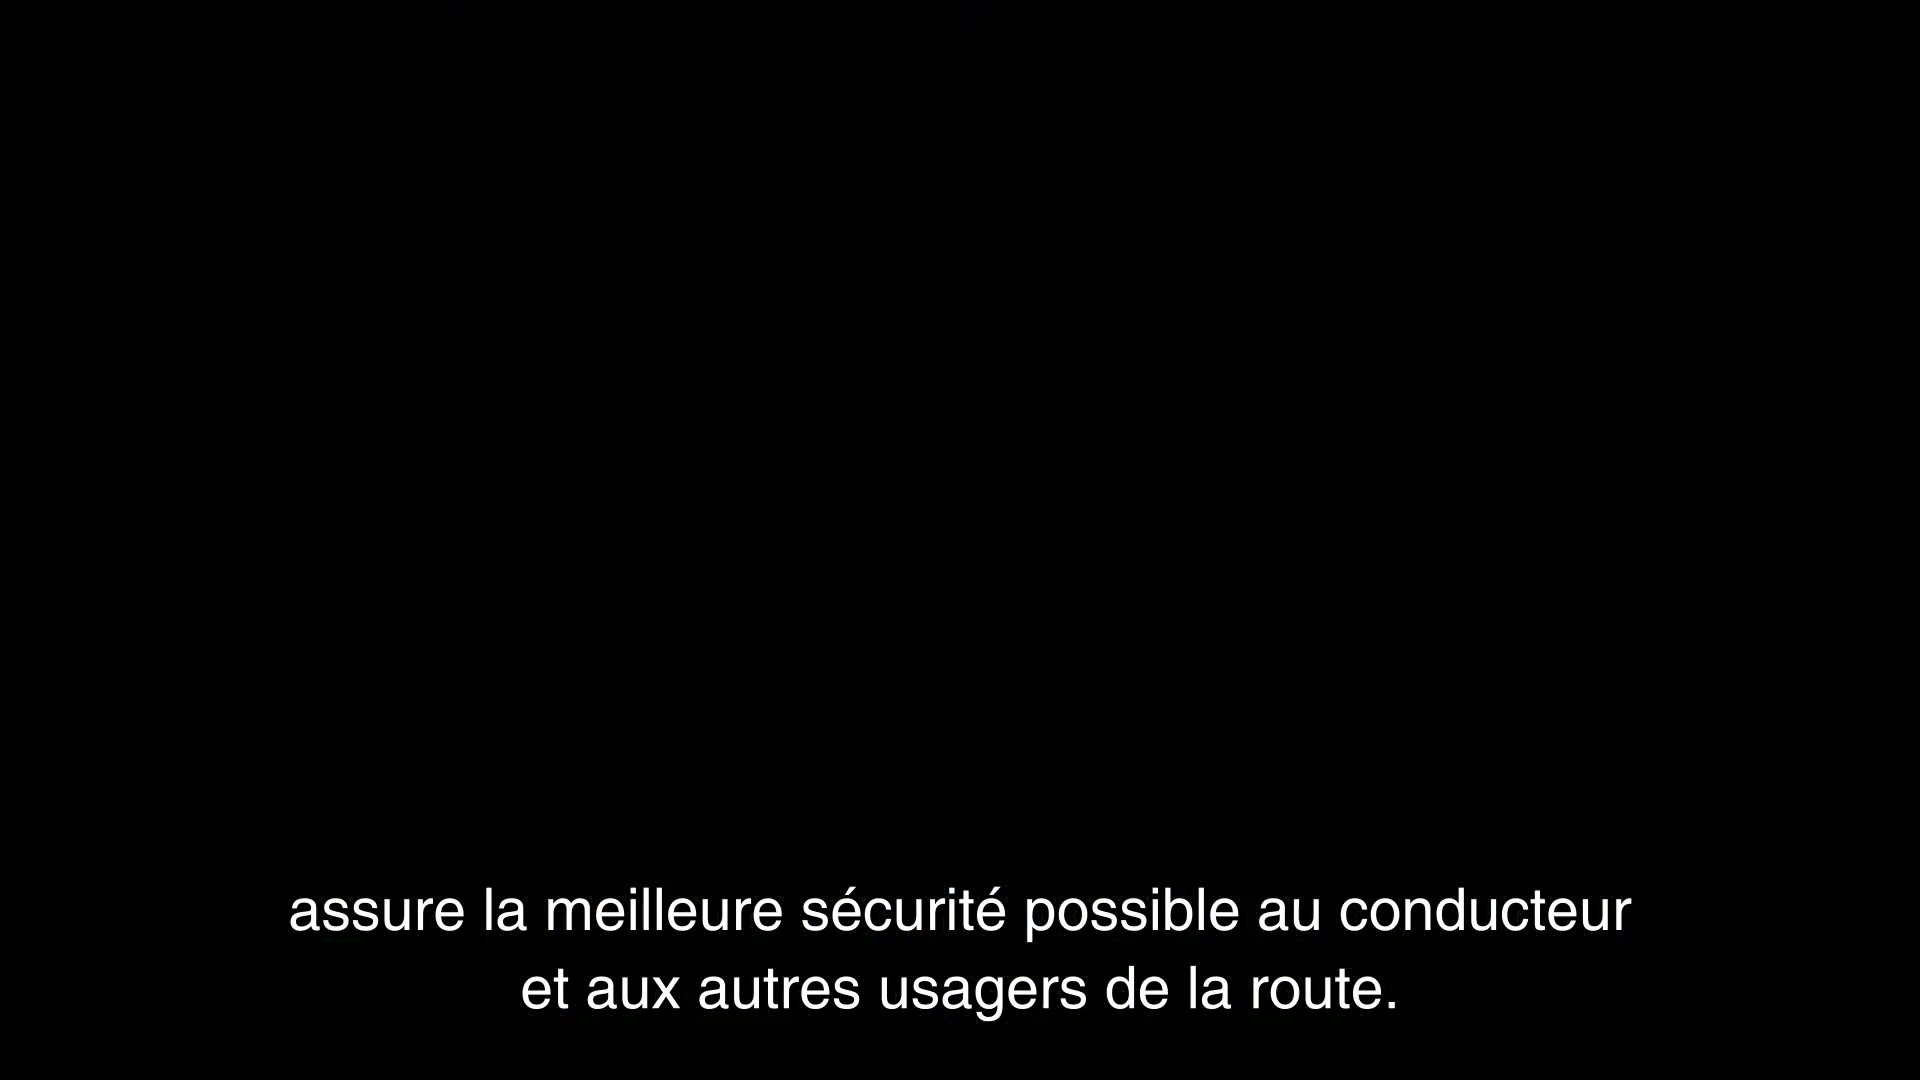 assure la meilleure sécurité possible au conducteur
et aux autres usagers de la route.